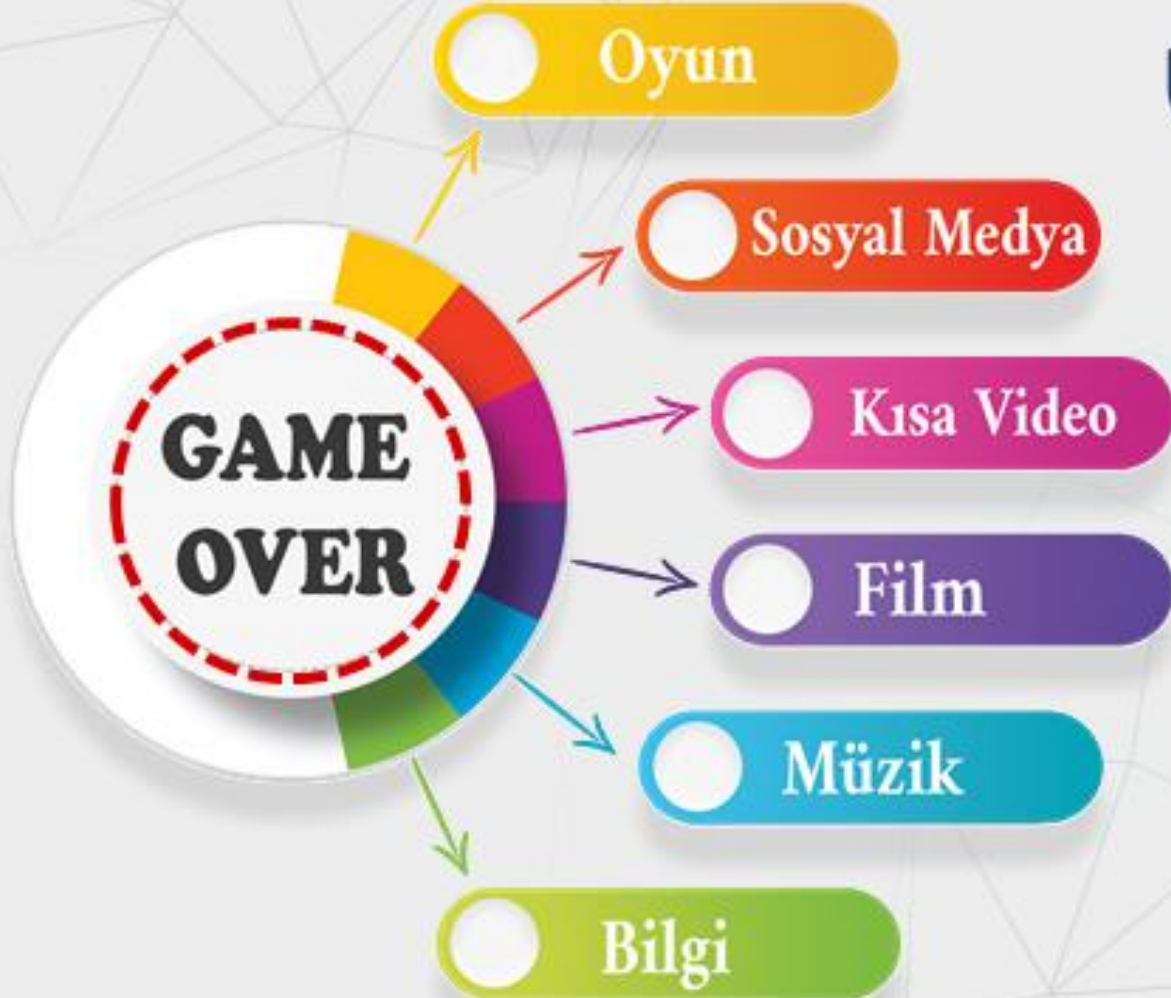 Oyun
Sosyal Medya
Kısa Video
GAME
OVER
Film
Müzik
Bilgi